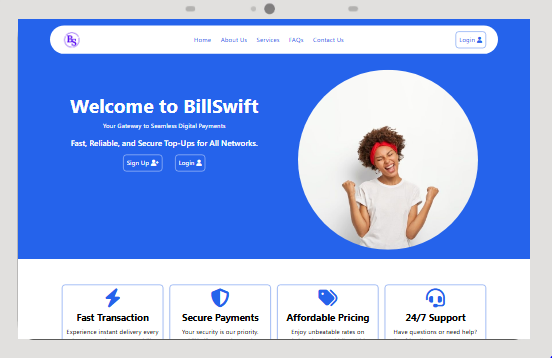 BS
Home About Us Services FAQs Contact Us Login
Welcome to BillSwift
Your Gateway to Seamless Digital Payments
Fast, Reliable, and Secure Top-Ups for All Networks.
Sign Up Login
Fast Transaction Secure Payments Affordable Pricing 24/7 Support
Experience instant delivery every Your security is our priority. Enjoy unbeatable rates on Have questions or need help?